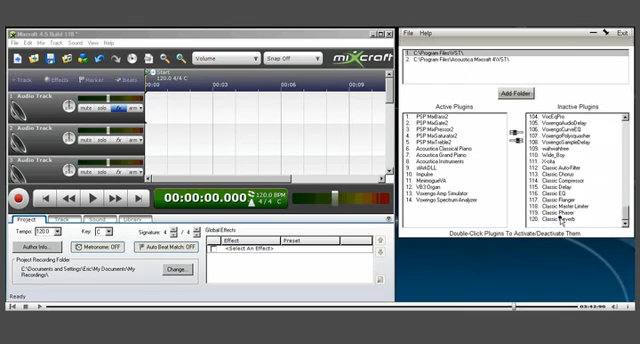 Mixcraft 4.5 Build 118 *
File Edit Mix Track Sound View Help
Volume
Snap Off
mixcraft
+Track Effects Marker Beats
Start
120.0 4/4 C
00:00 00:03 00:06 00:09
1. Audio Track
mute solo fx arm
2. Audio Track
mute solo fx arm
3. Audio Track
mute solo fx arm
00:00:00.000
120.0 BPM
4/4 C
Project Track Sound Library
Tempo: 120.0 Key: C Signature: 4 / 4
Author Info... Metronome: OFF Auto Beat Match: OFF
Project Recording Folder
C:\Documents and Settings\Eric\My Documents\My
Recordings\
Change...
Global Effects
Effect Preset
<Select An Effect>
Ready
File Help Exit
1. C:\Program Files\VST\
2. C:\Program Files\Acoustica Mixcraft 4\VST\
Add Folder
Active Plugins
1. PSP MixBass2
2. PSP MixGate2
3. PSP MixPressor2
4. PSP MixSaturator2
5. PSP MixTreble2
6. Acoustica Classical Piano
7. Acoustica Grand Piano
8. Acoustica Instruments
10. Impulse
11. MinimogueVA
12. VB3 Organ
13. Voxengo Amp Simulator
14. Voxengo Spectrum-Analyzer
Inactive Plugins
104. VocEqPro
105. VoxengoAudioDelay
106. VoxengoCurveEQ
107. VoxengoPolysquasher
108. VoxengoSampleDelay
109. wahwahtree
110. Wide_Boy
111. X-cita
112. Classic Auto-Filter
113. Classic Chorus
114. Classic Compressor
115. Classic Delay
116. Classic EQ
117. Classic Flanger
118. Classic Master Limiter
119. Classic Phaser
120. Classic
Double-Click Plugins To Activate/Deactivate Them